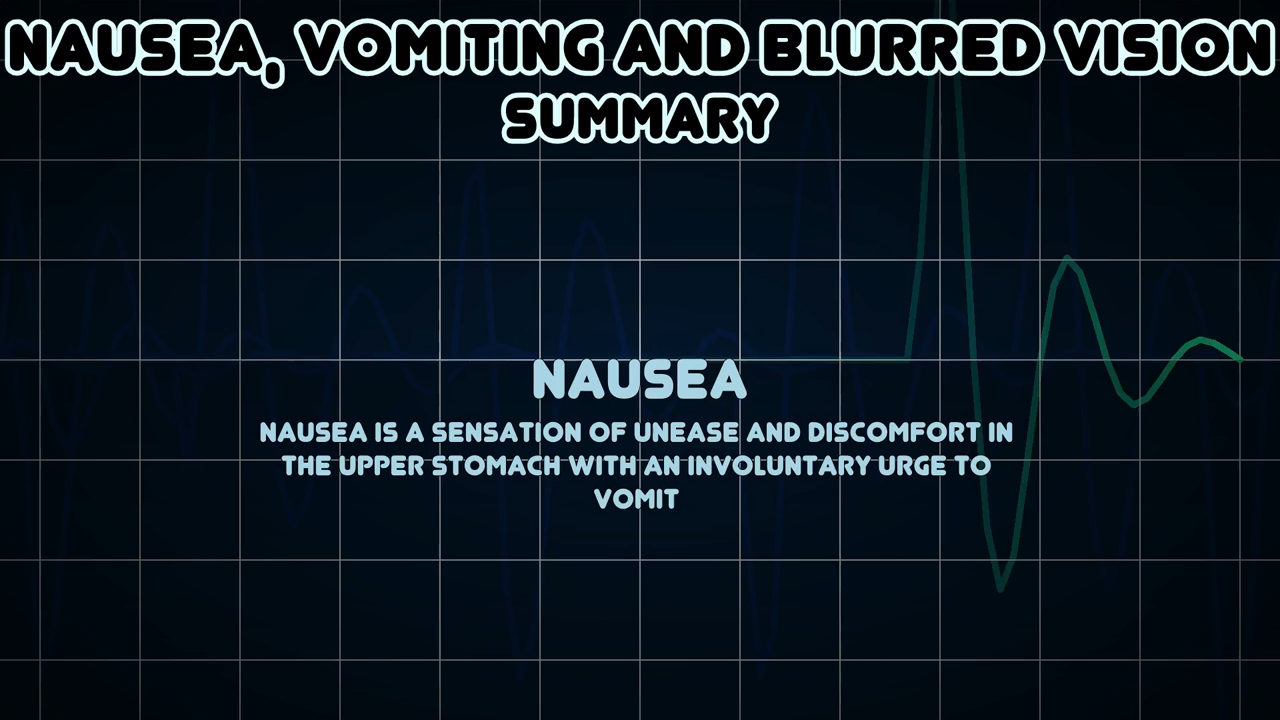 NAUSEA, VOMITING AND BLURRED VISION
SUMMARY
NAUSEA
NAUSEA IS A SENSATION OF UNEASE AND DISCOMFORT IN
THE UPPER STOMACH WITH AN INVOLUNTARY URGE TO
VOMIT